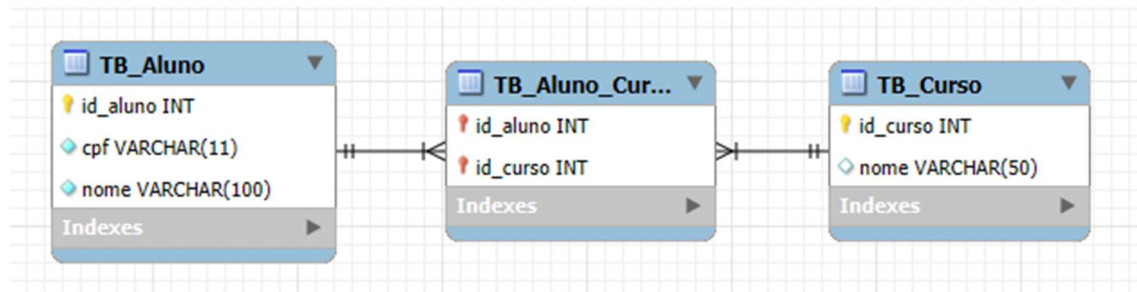 TB_Aluno
id_aluno INT
cpf VARCHAR(11)
nome VARCHAR(100)
Indexes
TB_Aluno_Cur...
id_aluno INT
id_curso INT
Indexes
TB_Curso
id_curso INT
nome VARCHAR(50)
Indexes